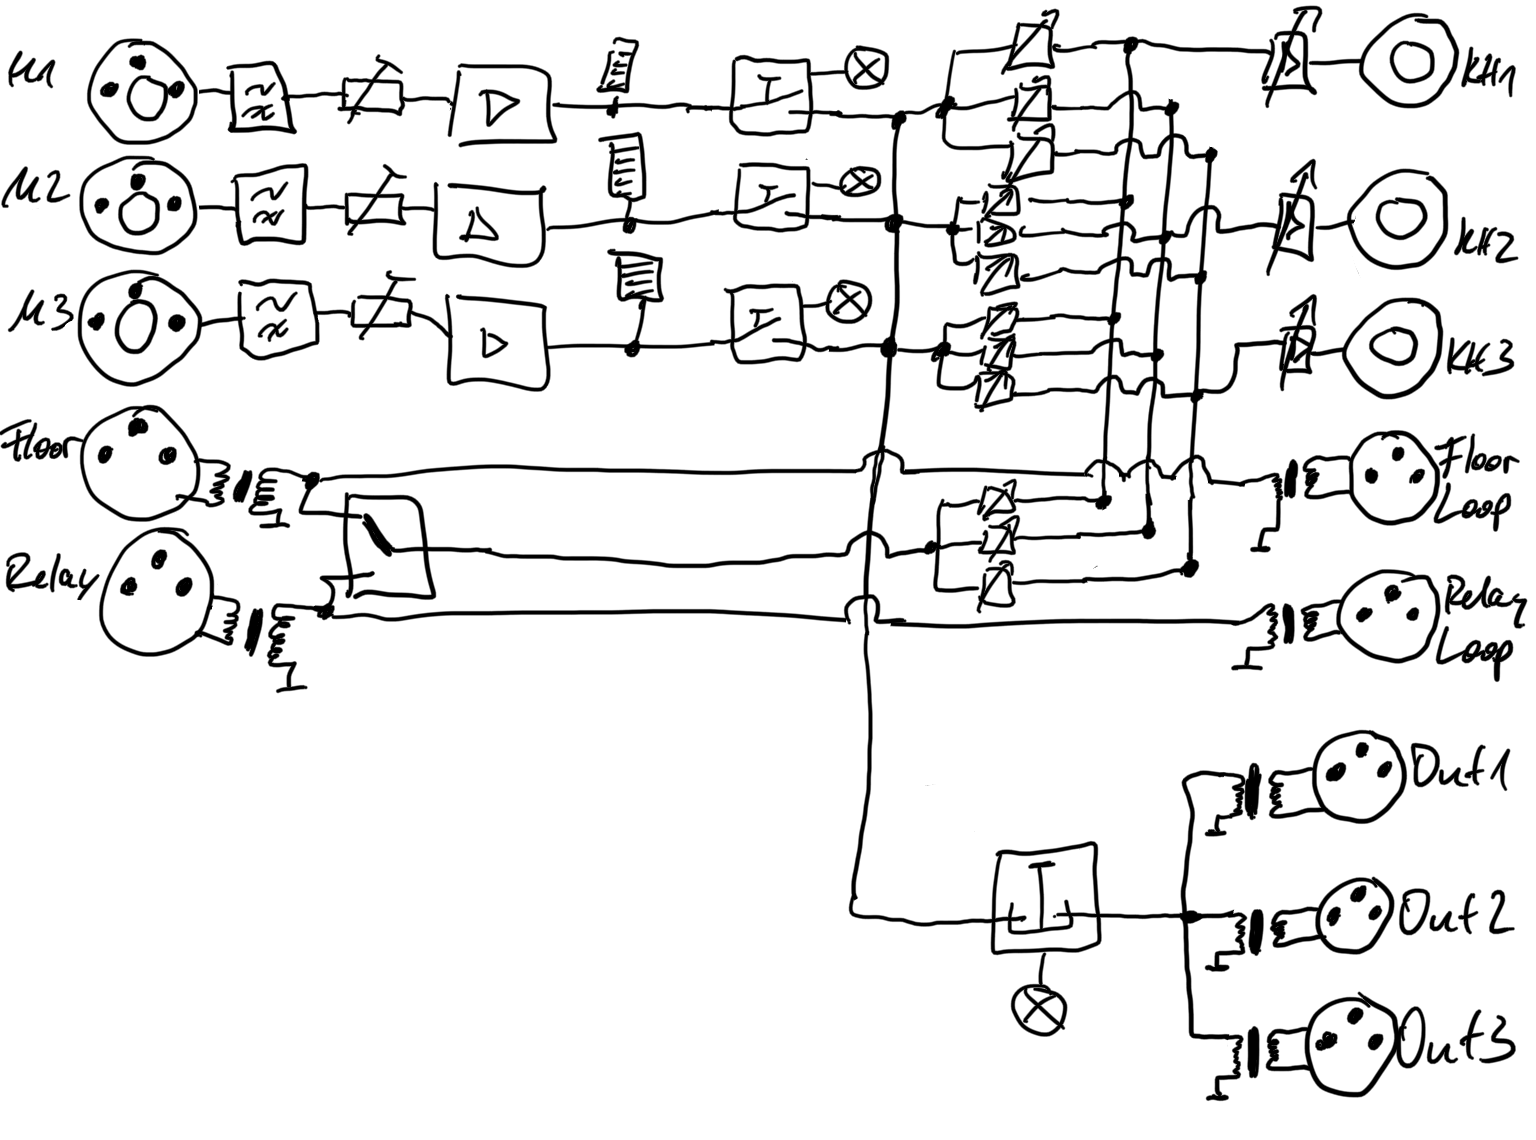 M1
KH1
M2
KH2
M3
KH3
Floor
Floor
Loop
Relay
Relay
Loop
Out1
Out2
Out3